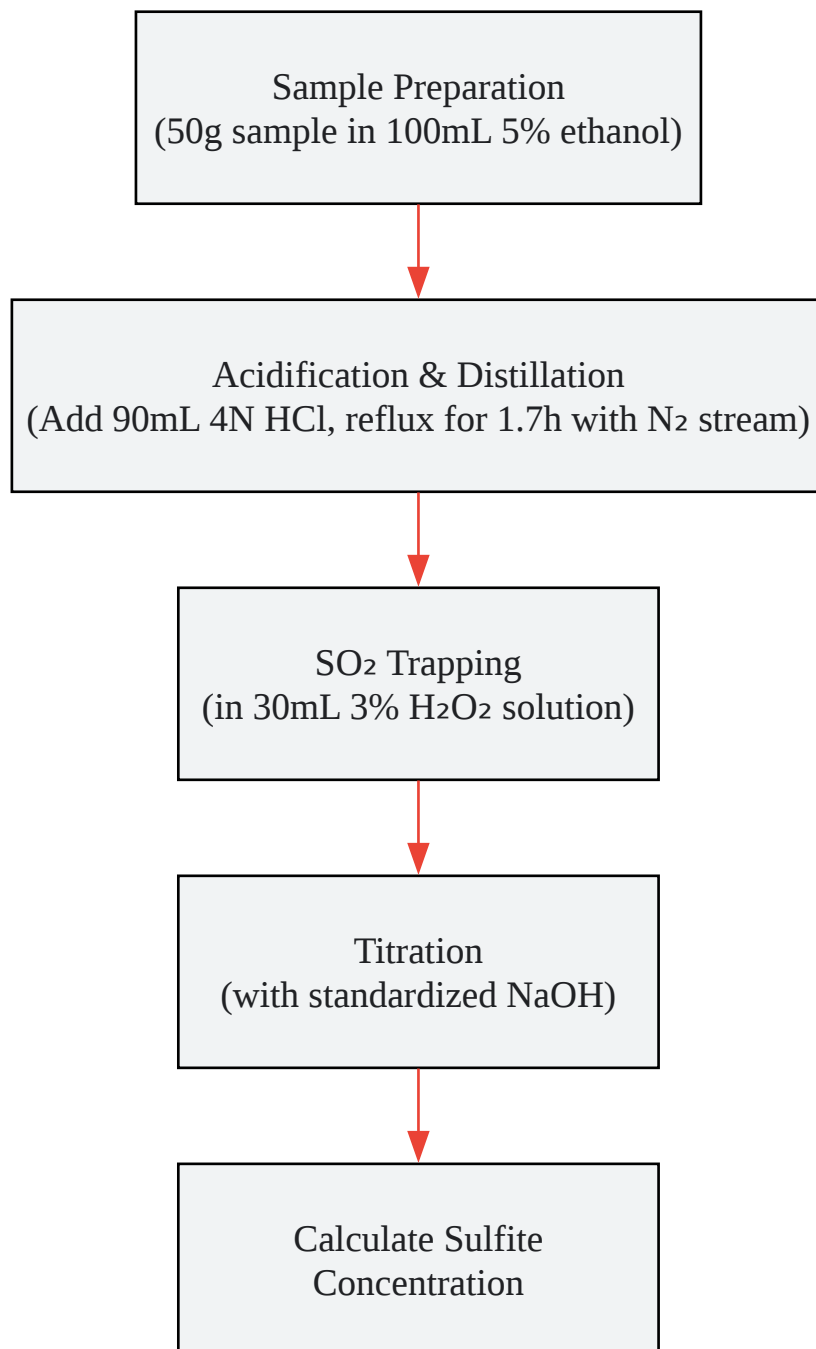 Sample Preparation
(50g sample in 100mL 5% ethanol)
Acidification & Distillation
(Add 90mL 4N HCl, reflux for 1.7h with N₂ stream)
SO₂ Trapping
(in 30mL 3% H₂O₂ solution)
Titration
(with standardized NaOH)
Calculate Sulfite
Concentration